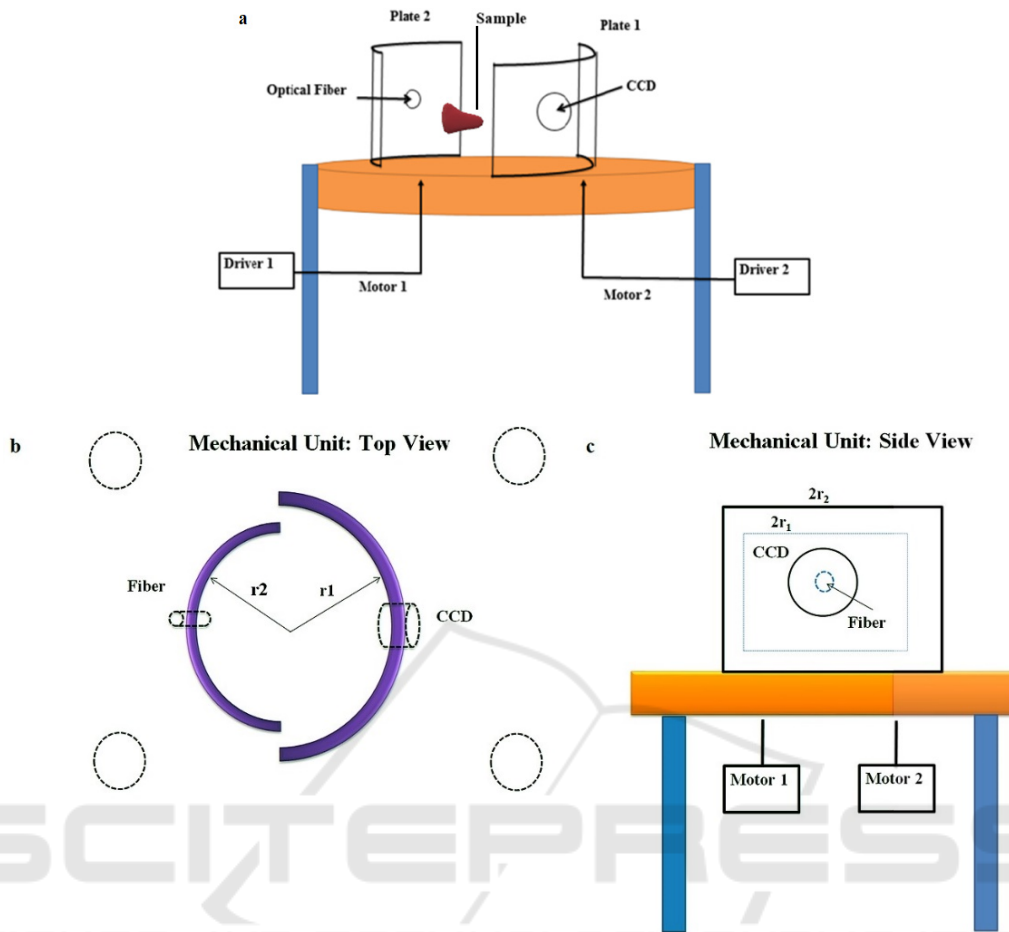 a
Plate 2
Sample
Plate 1
Optical Fiber
CCD
Driver 1
Motor 1
Motor 2
Driver 2
b
Mechanical Unit: Top View
Fiber
r2
r1
CCD
c
Mechanical Unit: Side View
2r₂
2r₁
CCD
Fiber
Motor 1
Motor 2
SCITEPRESS